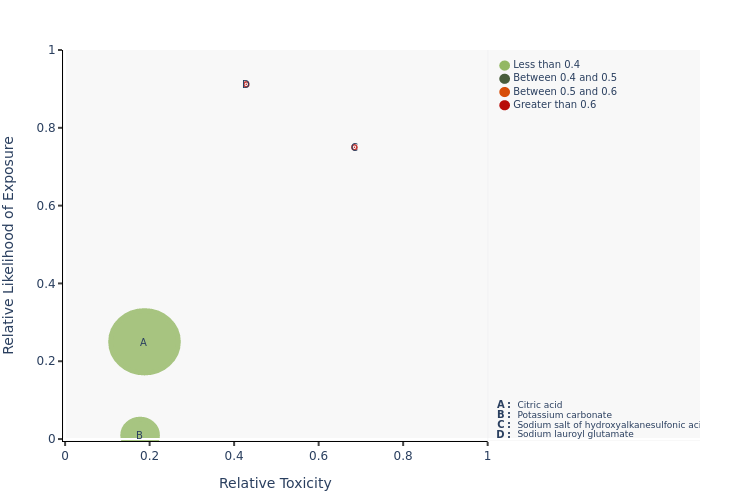 1
0.8
0.6
0.4
0.2
0
0
0.2
0.4
0.6
0.8
1
Relative Likelihood of Exposure
Relative Toxicity
D
C
A
B
Less than 0.4
Between 0.4 and 0.5
Between 0.5 and 0.6
Greater than 0.6
A : Citric acid
B : Potassium carbonate
C : Sodium salt of hydroxyalkanesulfonic aci
D : Sodium lauroyl glutamate